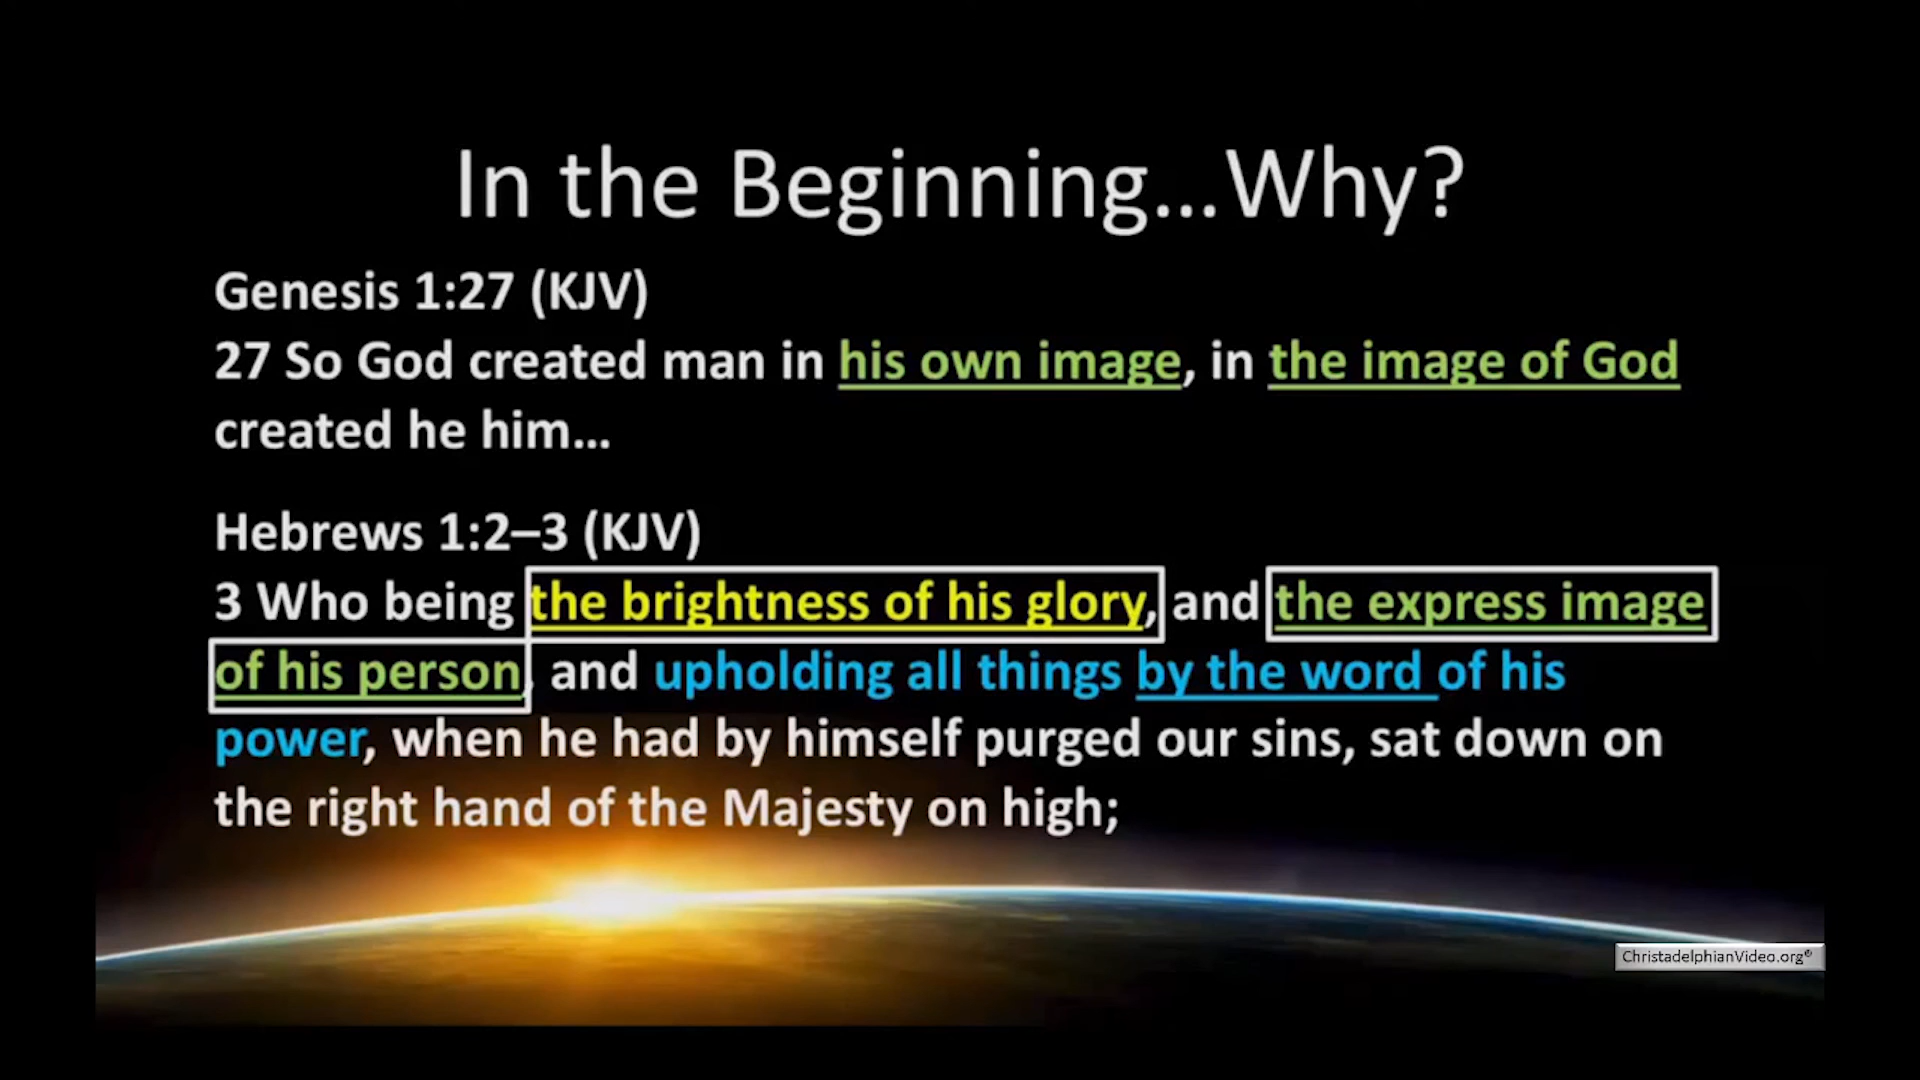 In the Beginning...Why?
Genesis 1:27 (KJV)
27 So God created man in his own image, in the image of God
created he him...
Hebrews 1:2–3 (KJV)
3 Who being the brightness of his glory, and the express image
of his person, and upholding all things by the word of his
power, when he had by himself purged our sins, sat down on
the right hand of the Majesty on high;
ChristadelphianVideo.org®